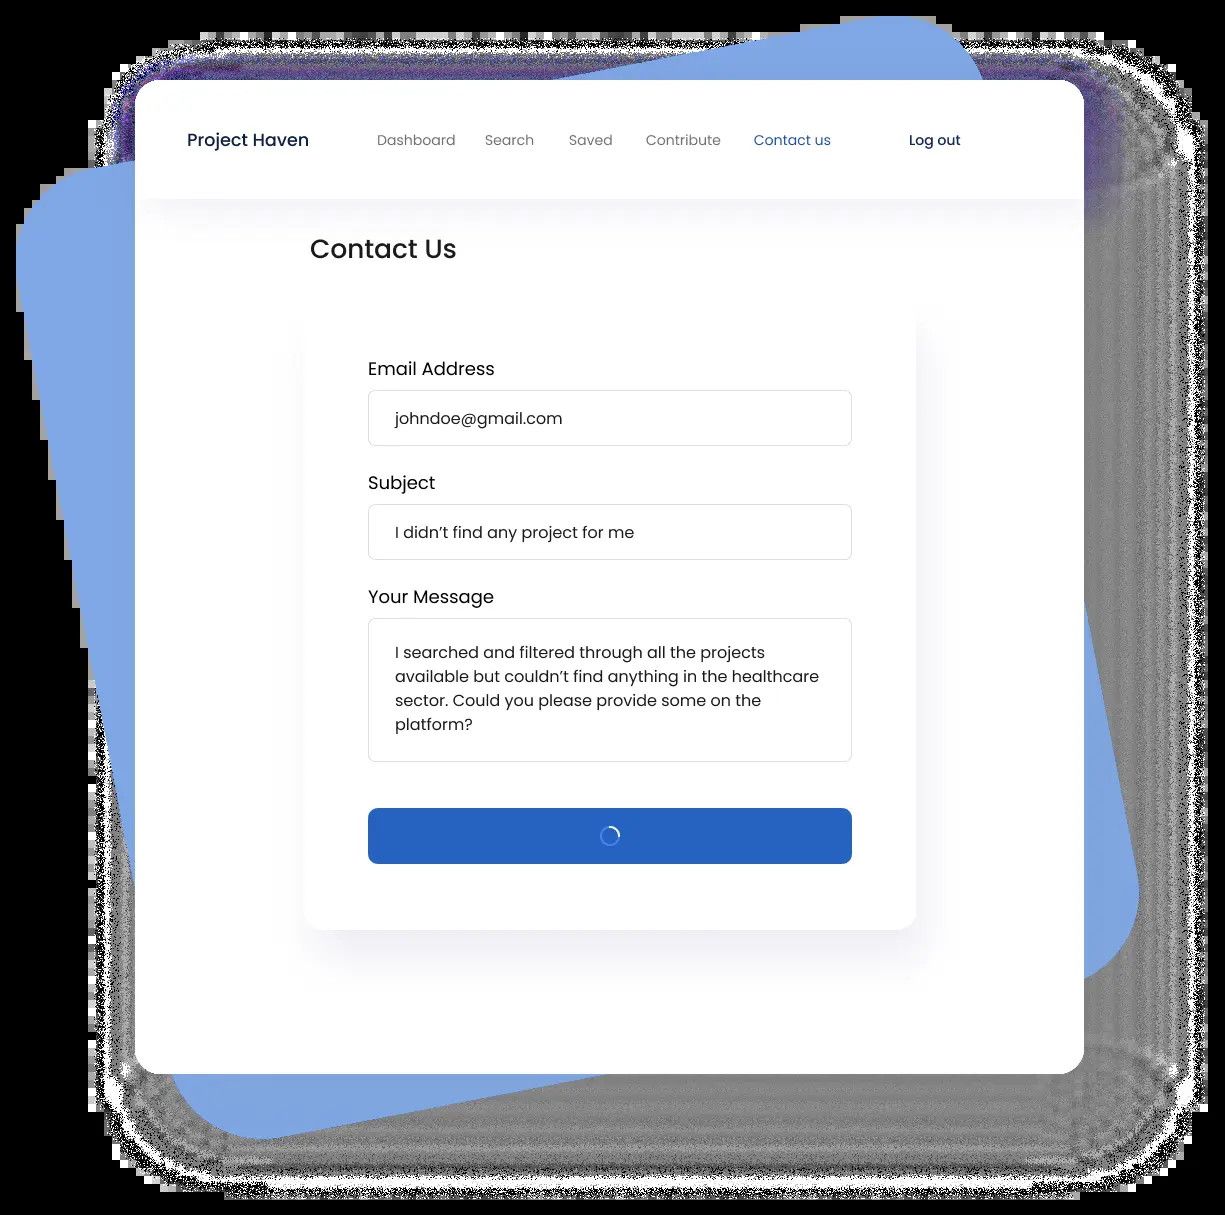 Project Haven Dashboard Search Saved Contribute Contact us Log out
Contact Us
Email Address
johndoe@gmail.com
Subject
I didn’t find any project for me
Your Message
I searched and filtered through all the projects
available but couldn’t find anything in the healthcare
sector. Could you please provide some on the
platform?